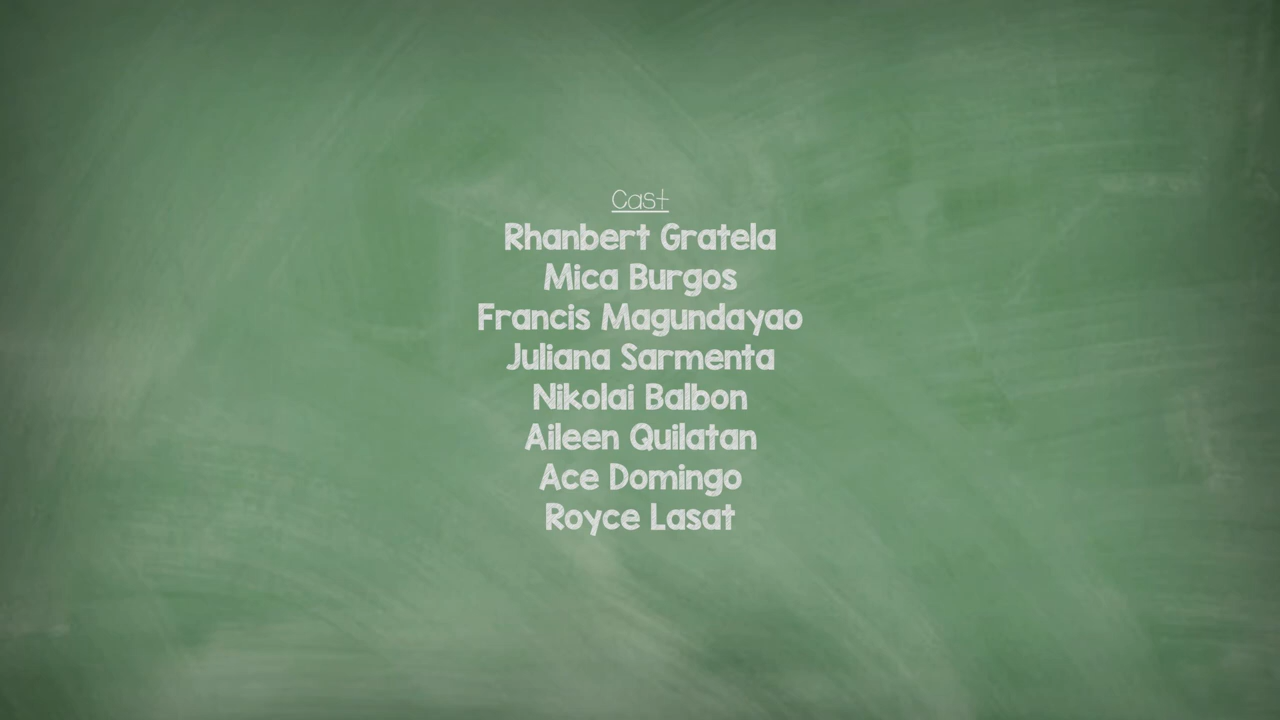 Cast
Rhanbert Gratela
Mica Burgos
Francis Magundayao
Juliana Sarmenta
Nikolai Balbon
Aileen Quilatan
Ace Domingo
Royce Lasat